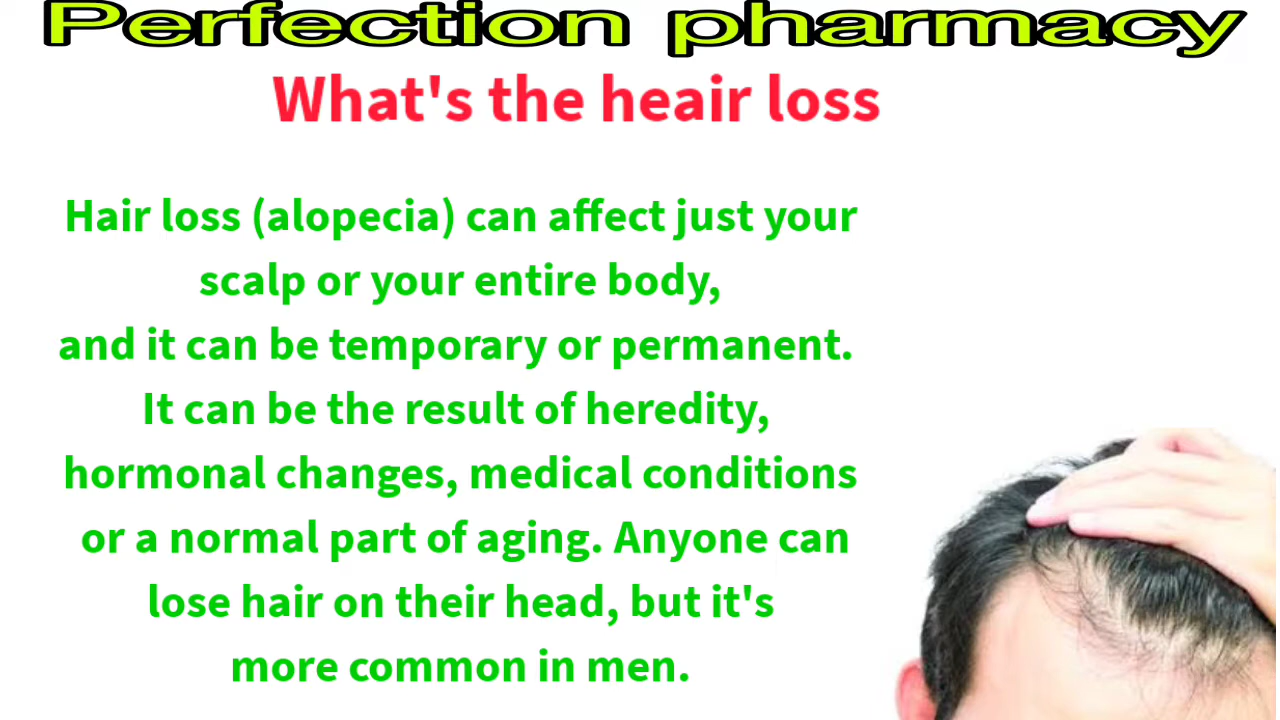 Perfection pharmacy
What's the heair loss
Hair loss (alopecia) can affect just your
scalp or your entire body,
and it can be temporary or permanent.
It can be the result of heredity,
hormonal changes, medical conditions
or a normal part of aging. Anyone can
lose hair on their head, but it's
more common in men.